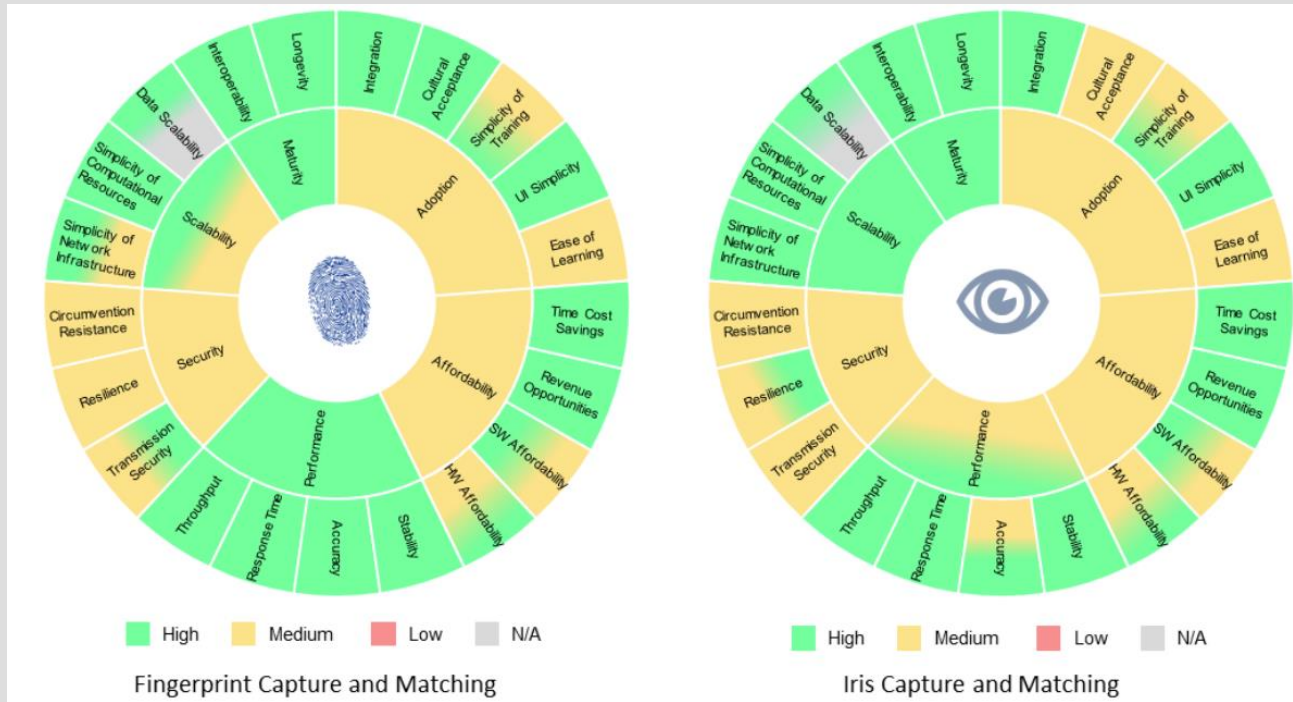 Integration
Cultural
Acceptance
Simplicity of
Training
UI Simplicity
Ease of
Learning
Time Cost
Savings
Revenue
Opportunities
SW Affordability
HW Affordability
Stability
Accuracy
Response Time
Throughput
Transmission
Security
Resilience
Circumvention
Resistance
Simplicity of
Network
Infrastructure
Simplicity of
Computational
Resources
Data Scalability
Interoperability
Longevity
Adoption
Affordability
Performance
Security
Scalability
Maturity
High
Medium
Low
N/A
Fingerprint Capture and Matching
Integration
Cultural
Acceptance
Simplicity of
Training
UI Simplicity
Ease of
Learning
Time Cost
Savings
Revenue
Opportunities
SW Affordability
HW Affordability
Stability
Accuracy
Response Time
Throughput
Transmission
Security
Resilience
Circumvention
Resistance
Simplicity of
Network
Infrastructure
Simplicity of
Computational
Resources
Data Scalability
Interoperability
Longevity
Adoption
Affordability
Performance
Security
Scalability
Maturity
High
Medium
Low
N/A
Iris Capture and Matching